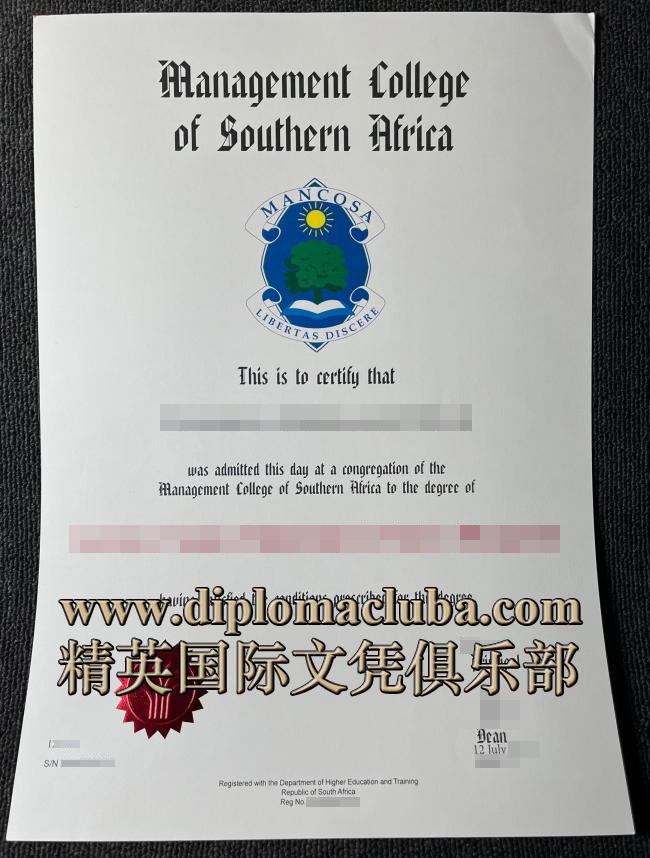 Management College
of Southern Africa
MANCOSA
LIBERTAS DISCERE
This is to certify that
was admitted this day at a congregation of the
Management College of Southern Africa to the degree of
www.diplomacluba.com
精英国际文凭俱乐部
Dean
12 July
S/N
Registered with the Department of Higher Education and Training
Republic of South Africa
Reg No.